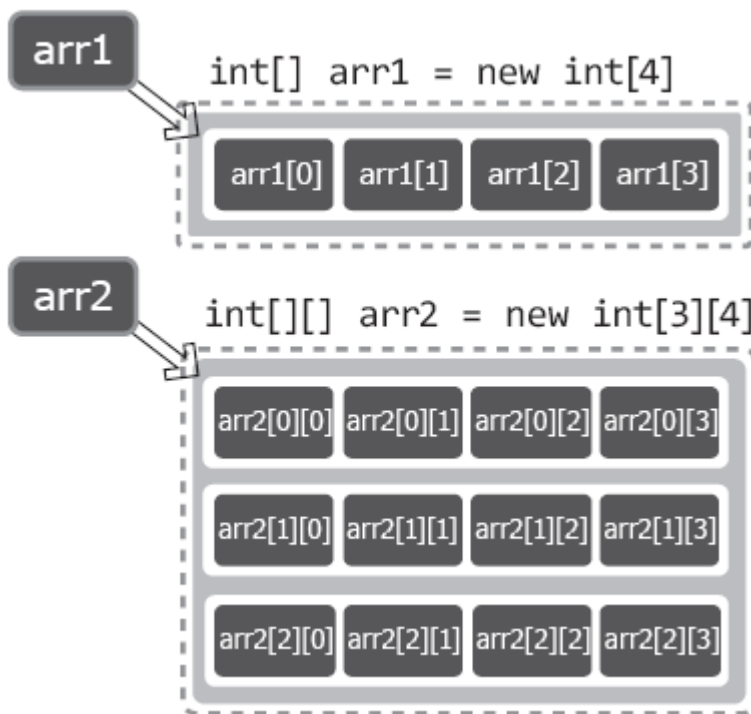 arr1
int[] arr1 = new int[4]
arr1[0] arr1[1] arr1[2] arr1[3]
arr2
int[][] arr2 = new int[3][4]
arr2[0][0] arr2[0][1] arr2[0][2] arr2[0][3]
arr2[1][0] arr2[1][1] arr2[1][2] arr2[1][3]
arr2[2][0] arr2[2][1] arr2[2][2] arr2[2][3]